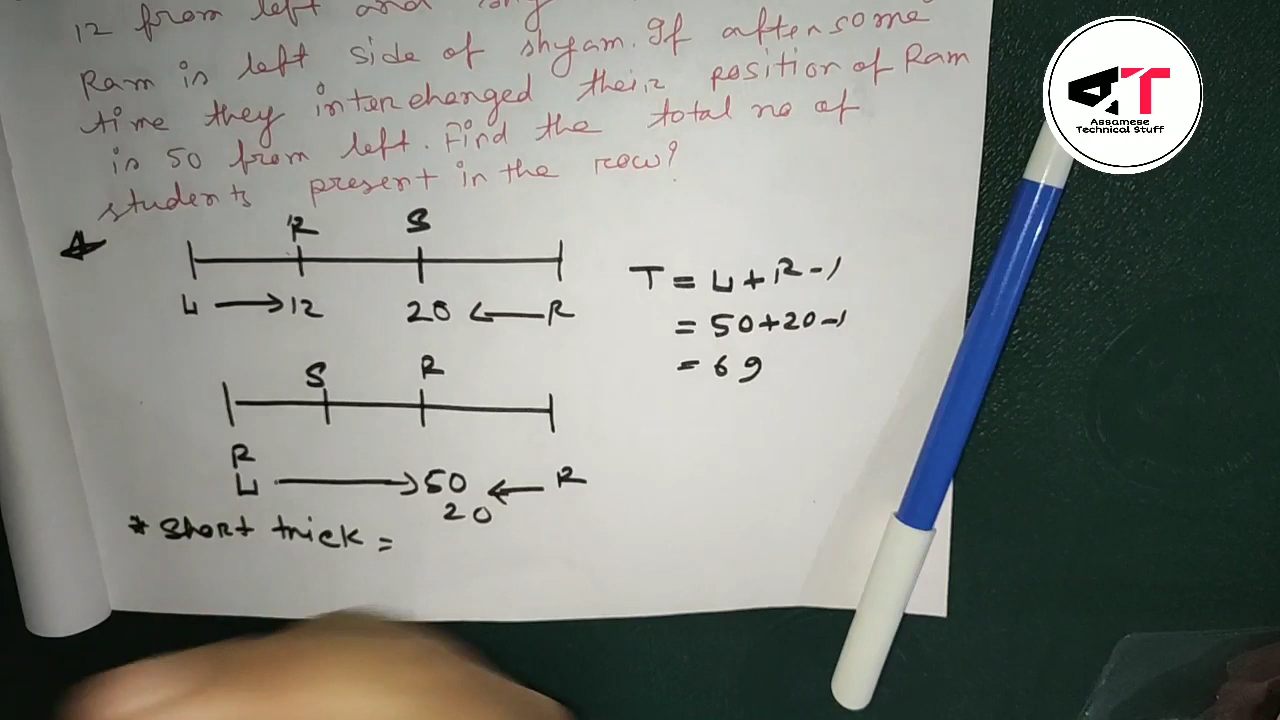 12 from left and
Ram is left side of shyam. If after some
time they interchanged their position of Ram
is 50 from left. Find the total no of
students present in the row?
R S
L → 12 20 ← R
T = L + R - 1
= 50 + 20 - 1
= 69
S R
R
L → 50 ← R
20
* Short trick =
AT
Assamese
Technical Stuff